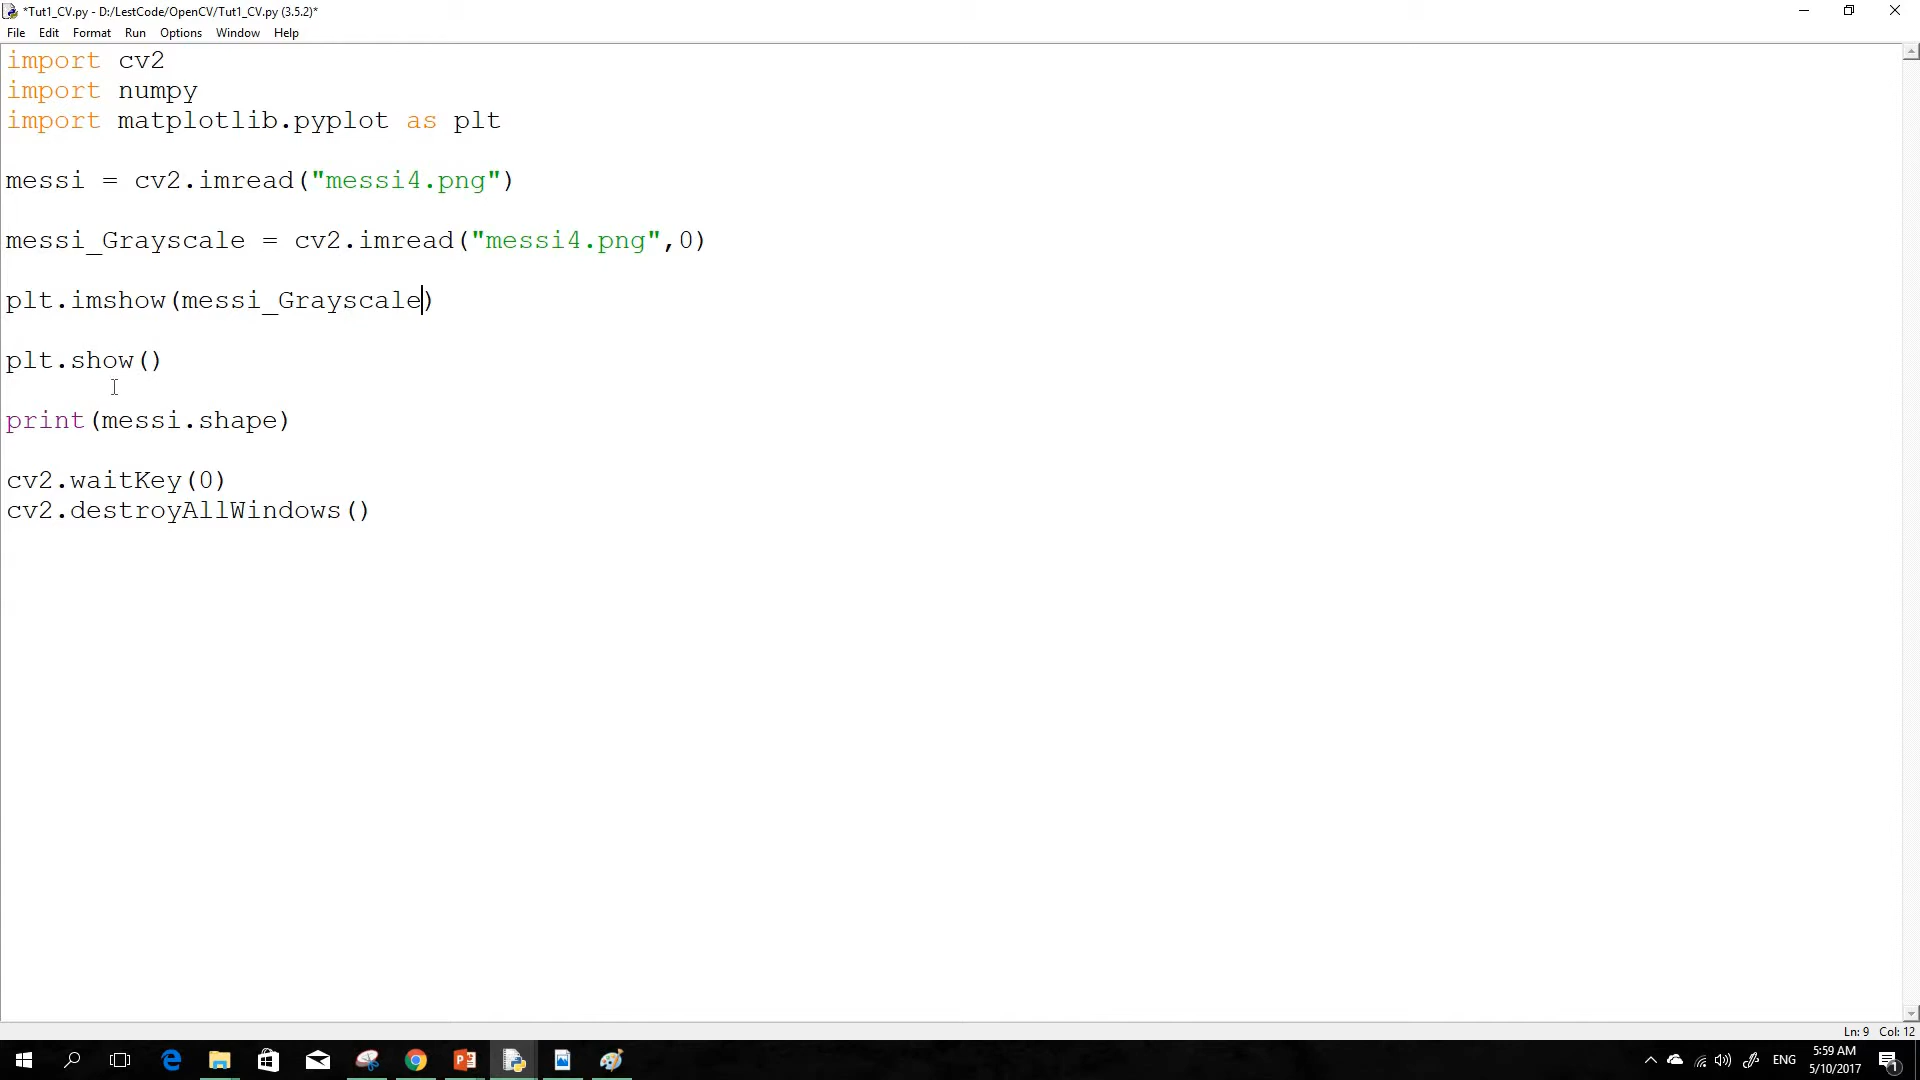 *Tut1_CV.py - D:/LestCode/OpenCV/Tut1_CV.py (3.5.2)*
File Edit Format Run Options Window Help
import cv2
import numpy
import matplotlib.pyplot as plt
messi = cv2.imread("messi4.png")
messi_Grayscale = cv2.imread("messi4.png",0)
plt.imshow(messi_Grayscale)
plt.show()
print(messi.shape)
cv2.waitKey(0)
cv2.destroyAllWindows()
Ln: 9 Col: 12
ENG
5:59 AM
5/10/2017
1